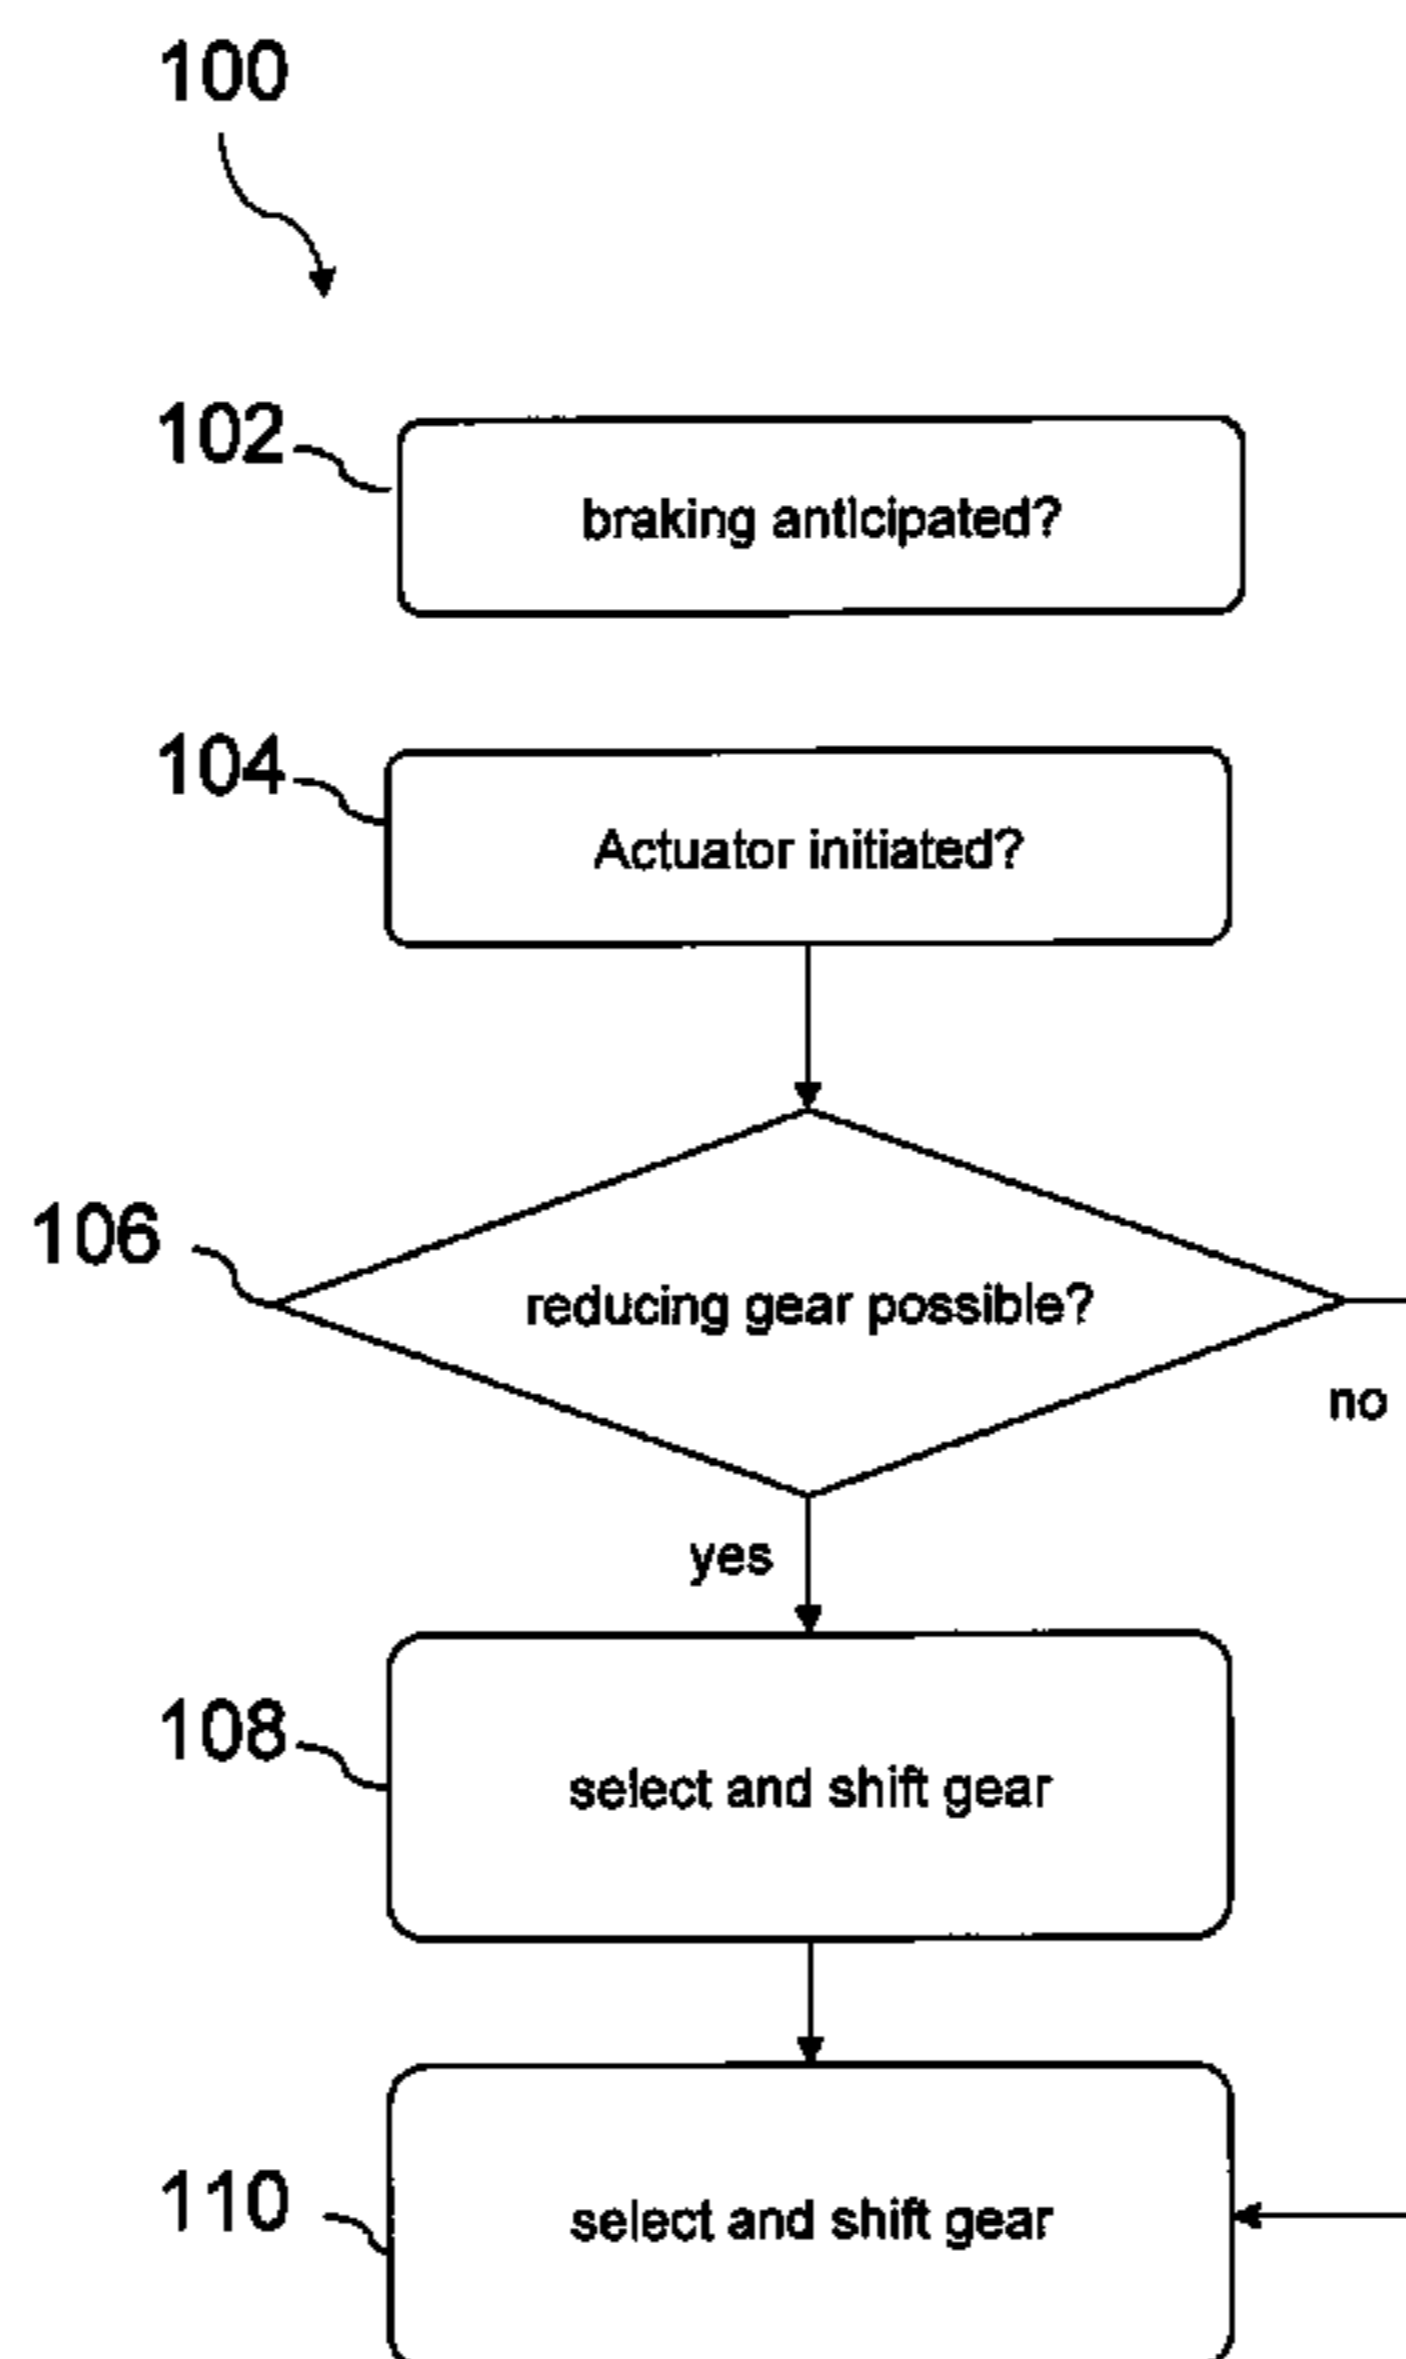 100
102
braking anticipated?
104
Actuator initiated?
106
reducing gear possible?
no
yes
108
select and shift gear
110
select and shift gear